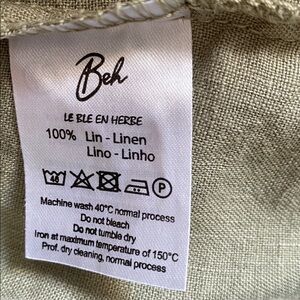 Beh
LE BLE EN HERBE
100% Lin - Linen
Lino - Linho
P
Machine wash 40°C normal process
Do not bleach
Do not tumble dry
Iron at maximum temperature of 150°C
Prof. dry cleaning, normal process